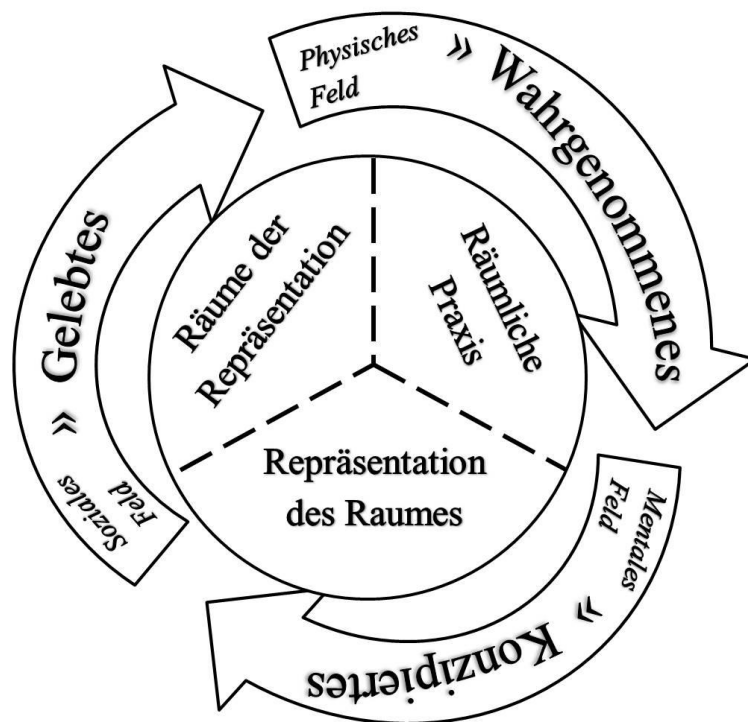 Physisches
Feld
» Wahrgenommenes
Räumliche
Praxis
Mentales
Feld
» Konzipiertes
Repräsentation
des Raumes
Soziales
Feld
» Gelebtes
Räume der
Repräsentation